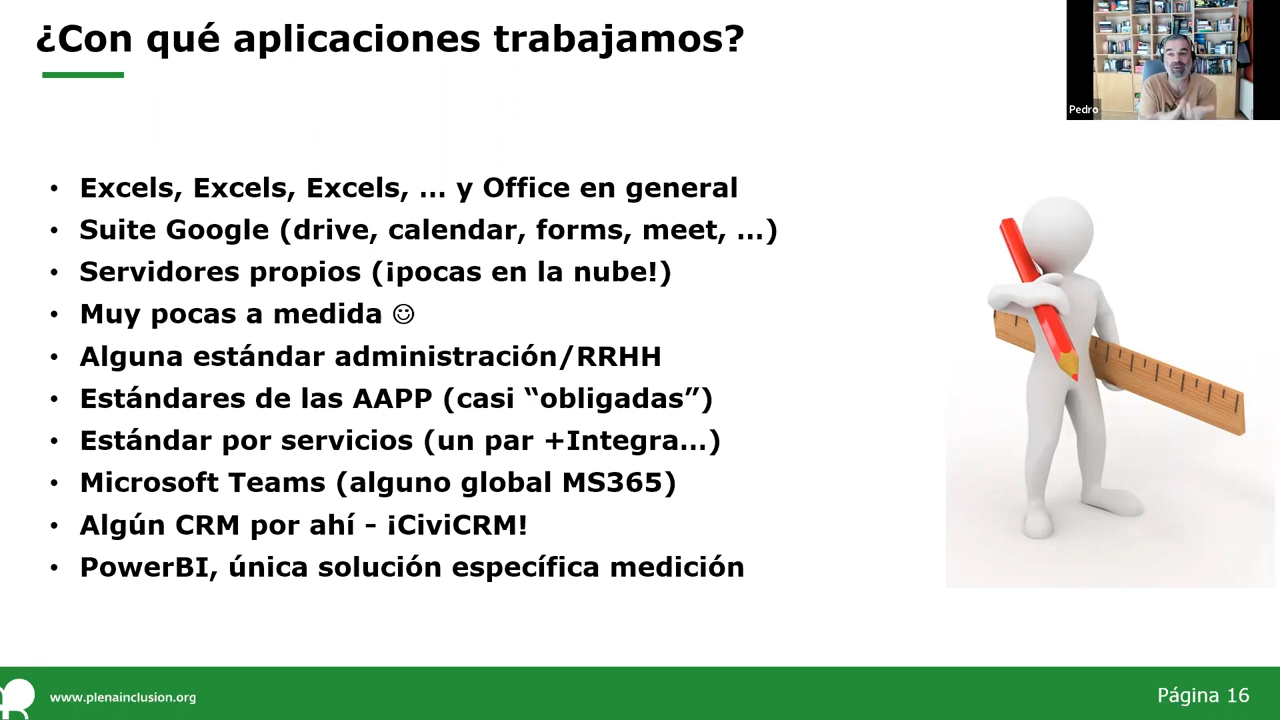 ¿Con qué aplicaciones trabajamos?
Pedro
• Excels, Excels, Excels, … y Office en general
• Suite Google (drive, calendar, forms, meet, …)
• Servidores propios (¡pocas en la nube!)
• Muy pocas a medida ☺
• Alguna estándar administración/RRHH
• Estándares de las AAPP (casi “obligadas”)
• Estándar por servicios (un par +Integra…)
• Microsoft Teams (alguno global MS365)
• Algún CRM por ahí - ¡CiviCRM!
• PowerBI, única solución específica medición
www.plenainclusion.org
Página 16